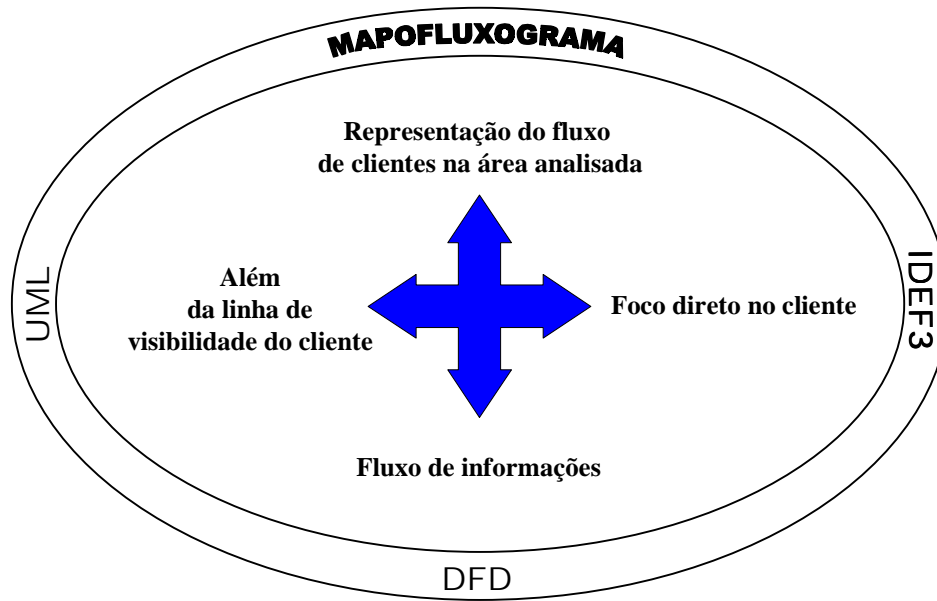 MAPOFLUXOGRAMA
Representação do fluxo
de clientes na área analisada
UML
Além
da linha de
visibilidade do cliente
Foco direto no cliente
IDEF3
Fluxo de informações
DFD